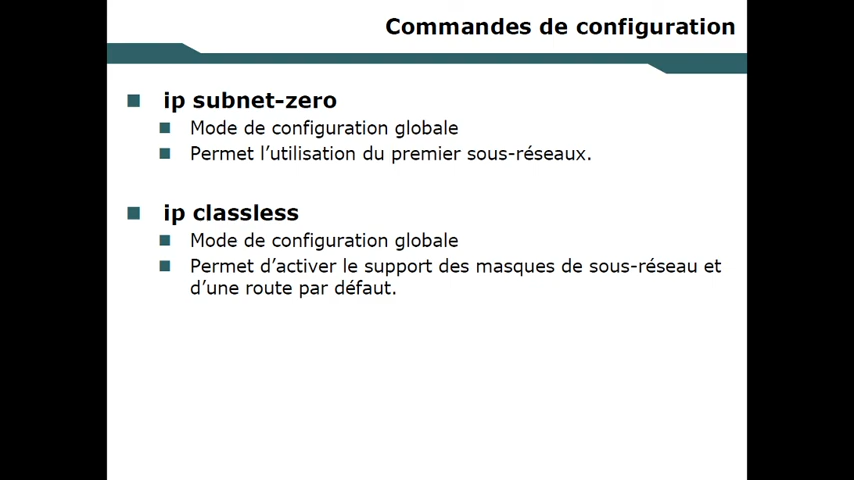 Commandes de configuration
ip subnet-zero
Mode de configuration globale
Permet l’utilisation du premier sous-réseaux.
ip classless
Mode de configuration globale
Permet d’activer le support des masques de sous-réseau et
d’une route par défaut.